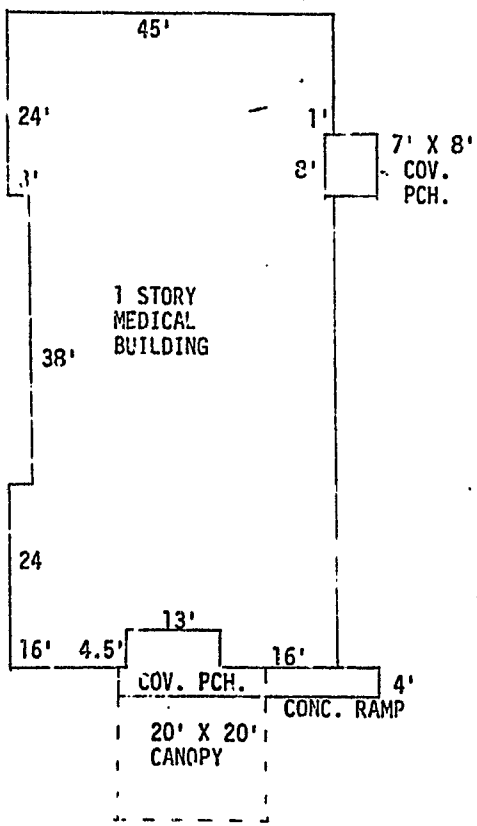 45'
24'
1'
7' X 8'
8'
COV.
PCH.
3'
1 STORY
MEDICAL
BUILDING
38'
24
13'
16'
4.5'
16'
COV. PCH.
4'
CONC. RAMP
20' X 20'
CANOPY